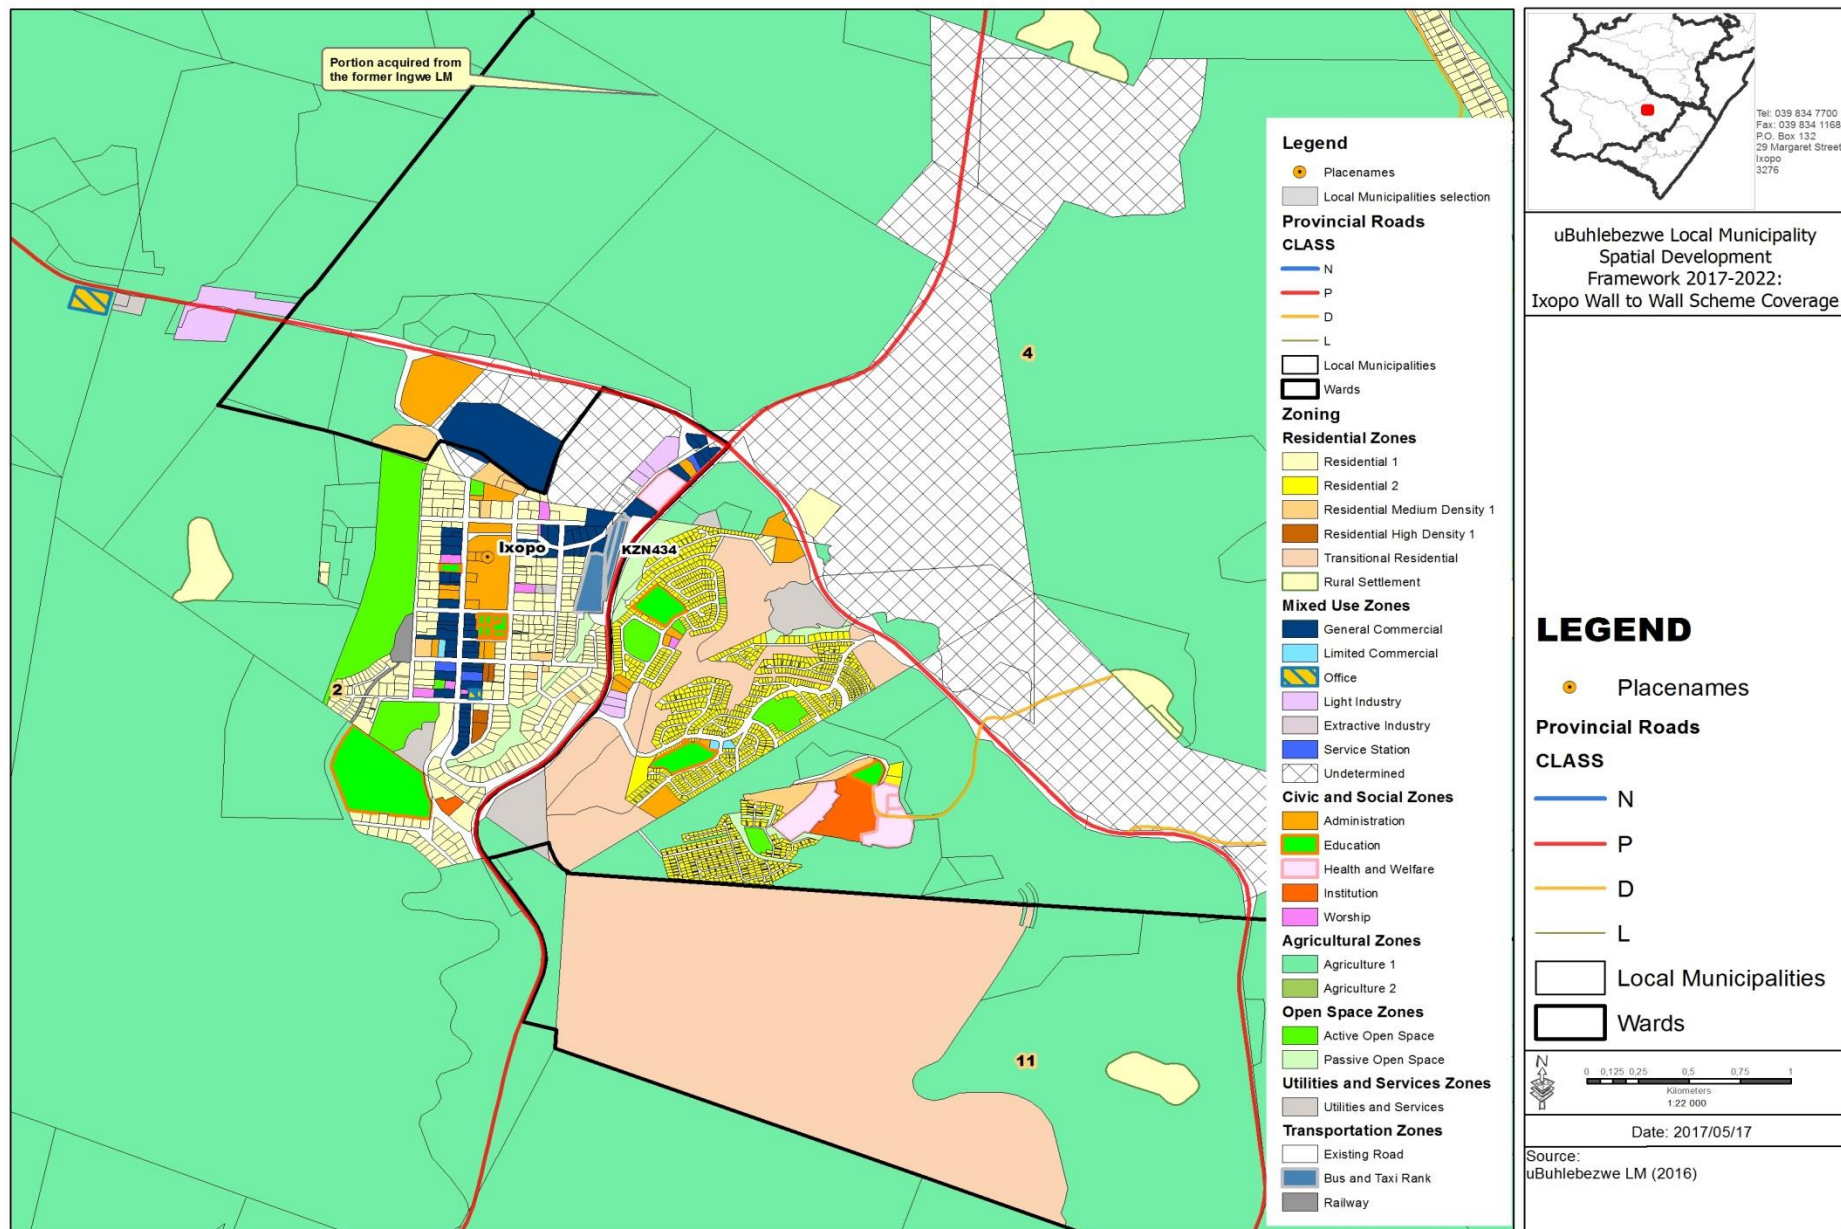 Portion acquired from
the former Ingwe LM
4
Ixopo
KZN434
2
11
Legend
Placenames
Local Municipalities selection
Provincial Roads
CLASS
N
P
D
L
Local Municipalities
Wards
Zoning
Residential Zones
Residential 1
Residential 2
Residential Medium Density 1
Residential High Density 1
Transitional Residential
Rural Settlement
Mixed Use Zones
General Commercial
Limited Commercial
Office
Light Industry
Extractive Industry
Service Station
Undetermined
Civic and Social Zones
Administration
Education
Health and Welfare
Institution
Worship
Agricultural Zones
Agriculture 1
Agriculture 2
Open Space Zones
Active Open Space
Passive Open Space
Utilities and Services Zones
Utilities and Services
Transportation Zones
Existing Road
Bus and Taxi Rank
Railway
Tel: 039 834 7700
Fax: 039 834 1168
P.O. Box 132
29 Margaret Street
Ixopo
3276
uBuhlebezwe Local Municipality
Spatial Development
Framework 2017-2022:
Ixopo Wall to Wall Scheme Coverage
LEGEND
Placenames
Provincial Roads
CLASS
N
P
D
L
Local Municipalities
Wards
N
0 0,125 0,25 0,5 0,75 1
Kilometers
1:22 000
Date: 2017/05/17
Source:
uBuhlebezwe LM (2016)